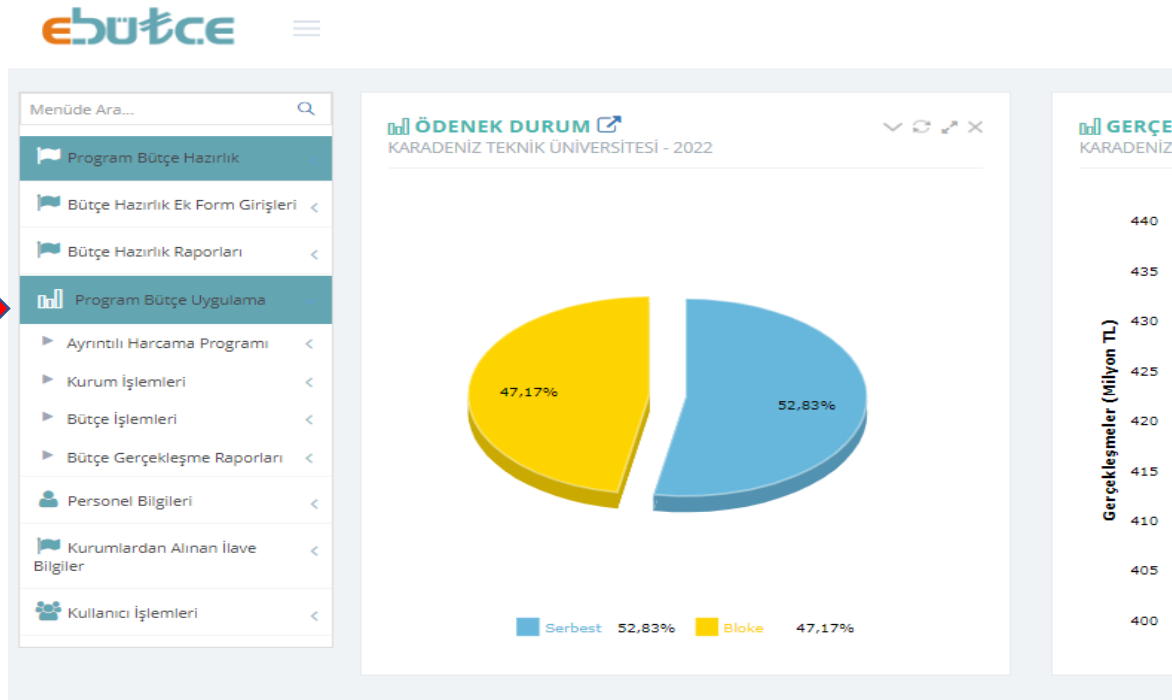 ebütçe
Menüde Ara...
Program Bütçe Hazırlık
Bütçe Hazırlık Ek Form Girişleri
Bütçe Hazırlık Raporları
Program Bütçe Uygulama
Ayrıntılı Harcama Programı
Kurum İşlemleri
Bütçe İşlemleri
Bütçe Gerçekleşme Raporları
Personel Bilgileri
Kurumlardan Alınan İlave
Bilgiler
Kullanıcı İşlemleri
ÖDENEK DURUM
KARADENİZ TEKNİK ÜNİVERSİTESİ - 2022
47,17%
52,83%
Serbest 52,83% Bloke 47,17%
GERÇE
KARADENİZ
Gerçekleşmeler (Milyon TL)
440
435
430
425
420
415
410
405
400